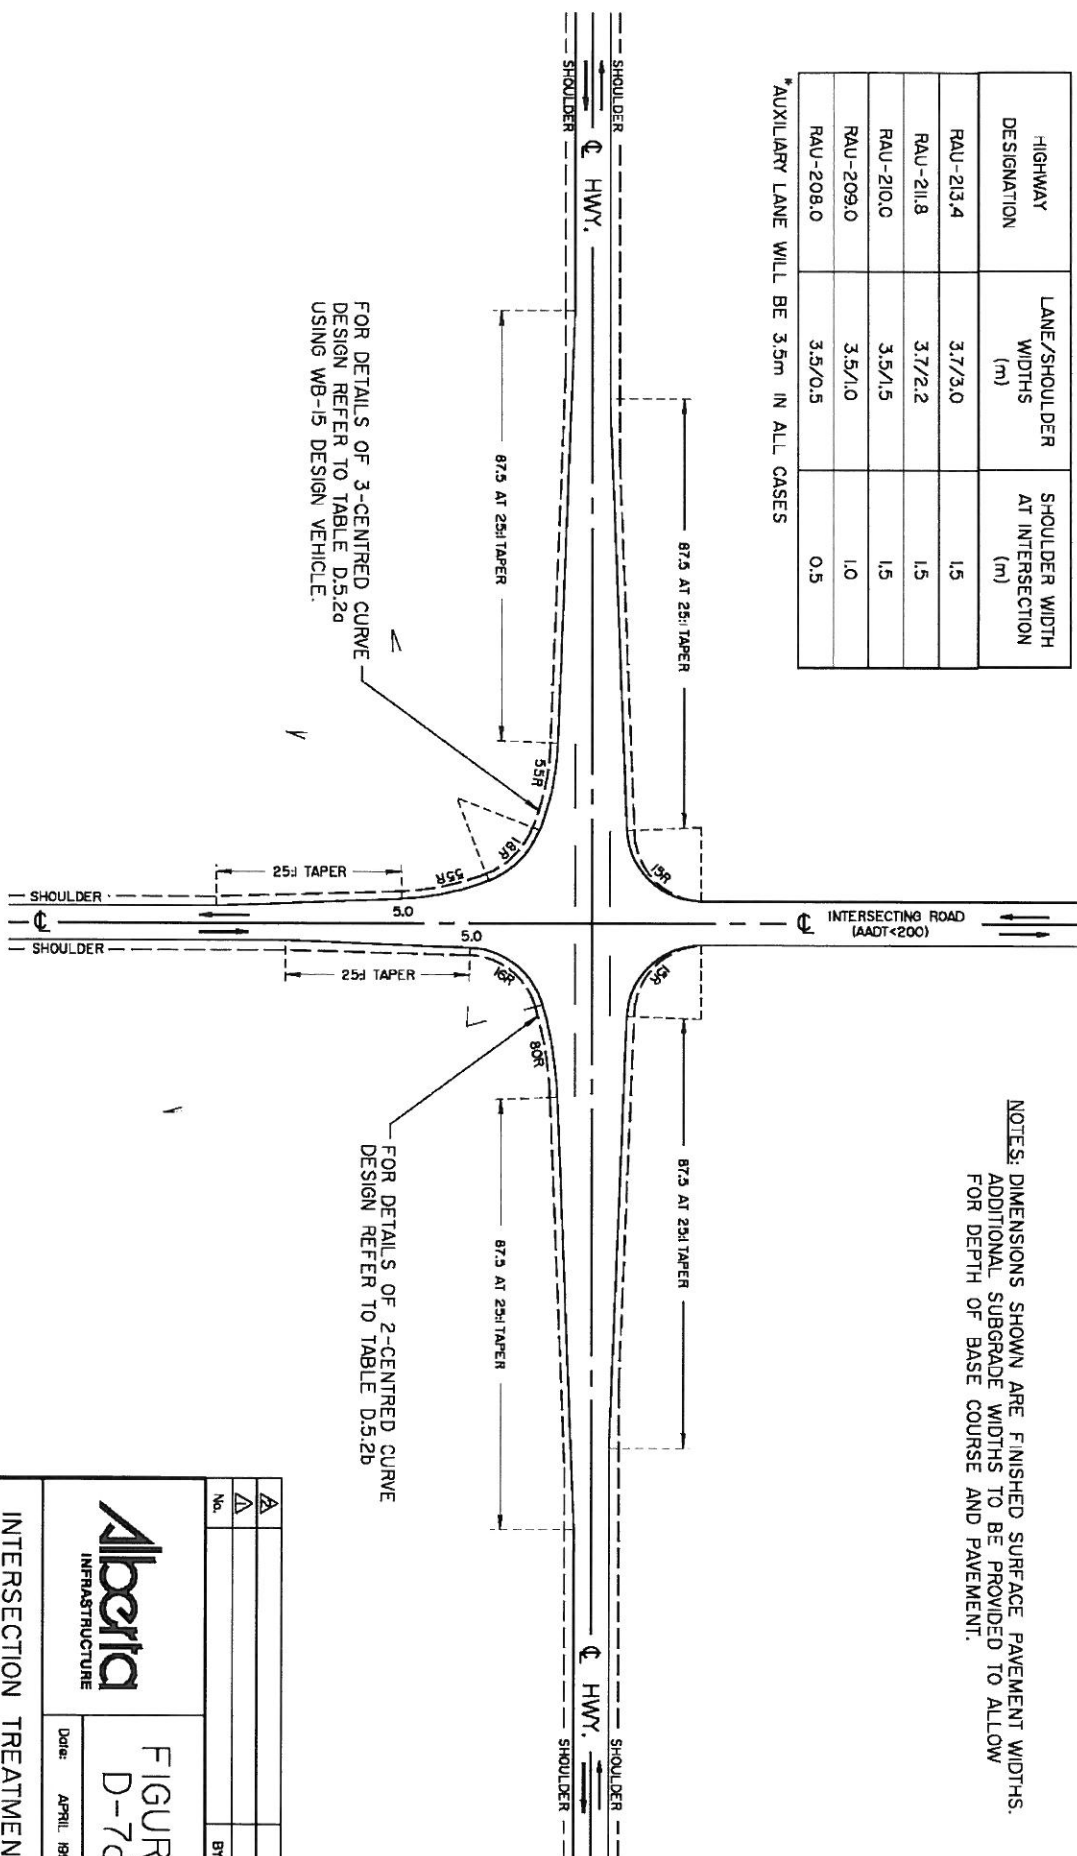 HIGHWAY DESIGNATION
LANE/SHOULDER WIDTHS (m)
SHOULDER WIDTH AT INTERSECTION (m)
RAU-213.4 3.7/3.0 1.5
RAU-211.8 3.7/2.2 1.5
RAU-210.0 3.5/1.5 1.5
RAU-209.0 3.5/1.0 1.0
RAU-208.0 3.5/0.5 0.5
*AUXILIARY LANE WILL BE 3.5m IN ALL CASES
NOTES: DIMENSIONS SHOWN ARE FINISHED SURFACE PAVEMENT WIDTHS.
ADDITIONAL SUBGRADE WIDTHS TO BE PROVIDED TO ALLOW
FOR DEPTH OF BASE COURSE AND PAVEMENT.
SHOULDER
SHOULDER
℄ HWY.
87.5 AT 25:1 TAPER
87.5 AT 25:1 TAPER
15R
15R
℄ INTERSECTING ROAD
(AADT<200)
87.5 AT 25:1 TAPER
87.5 AT 25:1 TAPER
℄ HWY.
SHOULDER
SHOULDER
55R
18R
55R
25:1 TAPER
5.0
SHOULDER
℄
SHOULDER
5.0
25:1 TAPER
16R
80R
FOR DETAILS OF 3-CENTRED CURVE
DESIGN REFER TO TABLE D.5.2a
USING WB-15 DESIGN VEHICLE.
FOR DETAILS OF 2-CENTRED CURVE
DESIGN REFER TO TABLE D.5.2b
2
1
No.
BY
Alberta
INFRASTRUCTURE
FIGUR
D-7
Date: APRIL 19
INTERSECTION TREATMEN